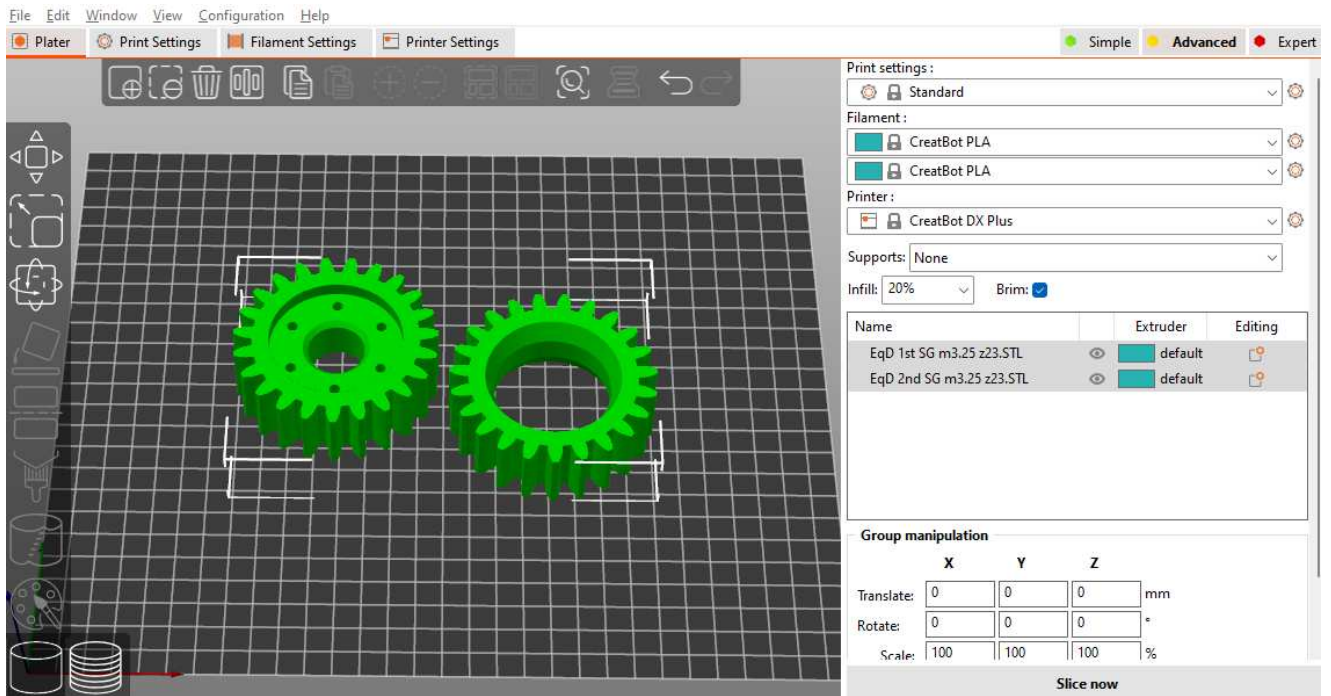 File Edit Window View Configuration Help
Plater Print Settings Filament Settings Printer Settings Simple Advanced Expert
Print settings :
Standard
Filament :
CreatBot PLA
CreatBot PLA
Printer :
CreatBot DX Plus
Supports: None
Infill: 20% Brim:
Name Extruder Editing
EqD 1st SG m3.25 z23.STL default
EqD 2nd SG m3.25 z23.STL default
Group manipulation
X Y Z
Translate: 0 0 0 mm
Rotate: 0 0 0 °
Scale: 100 100 100 %
Slice now